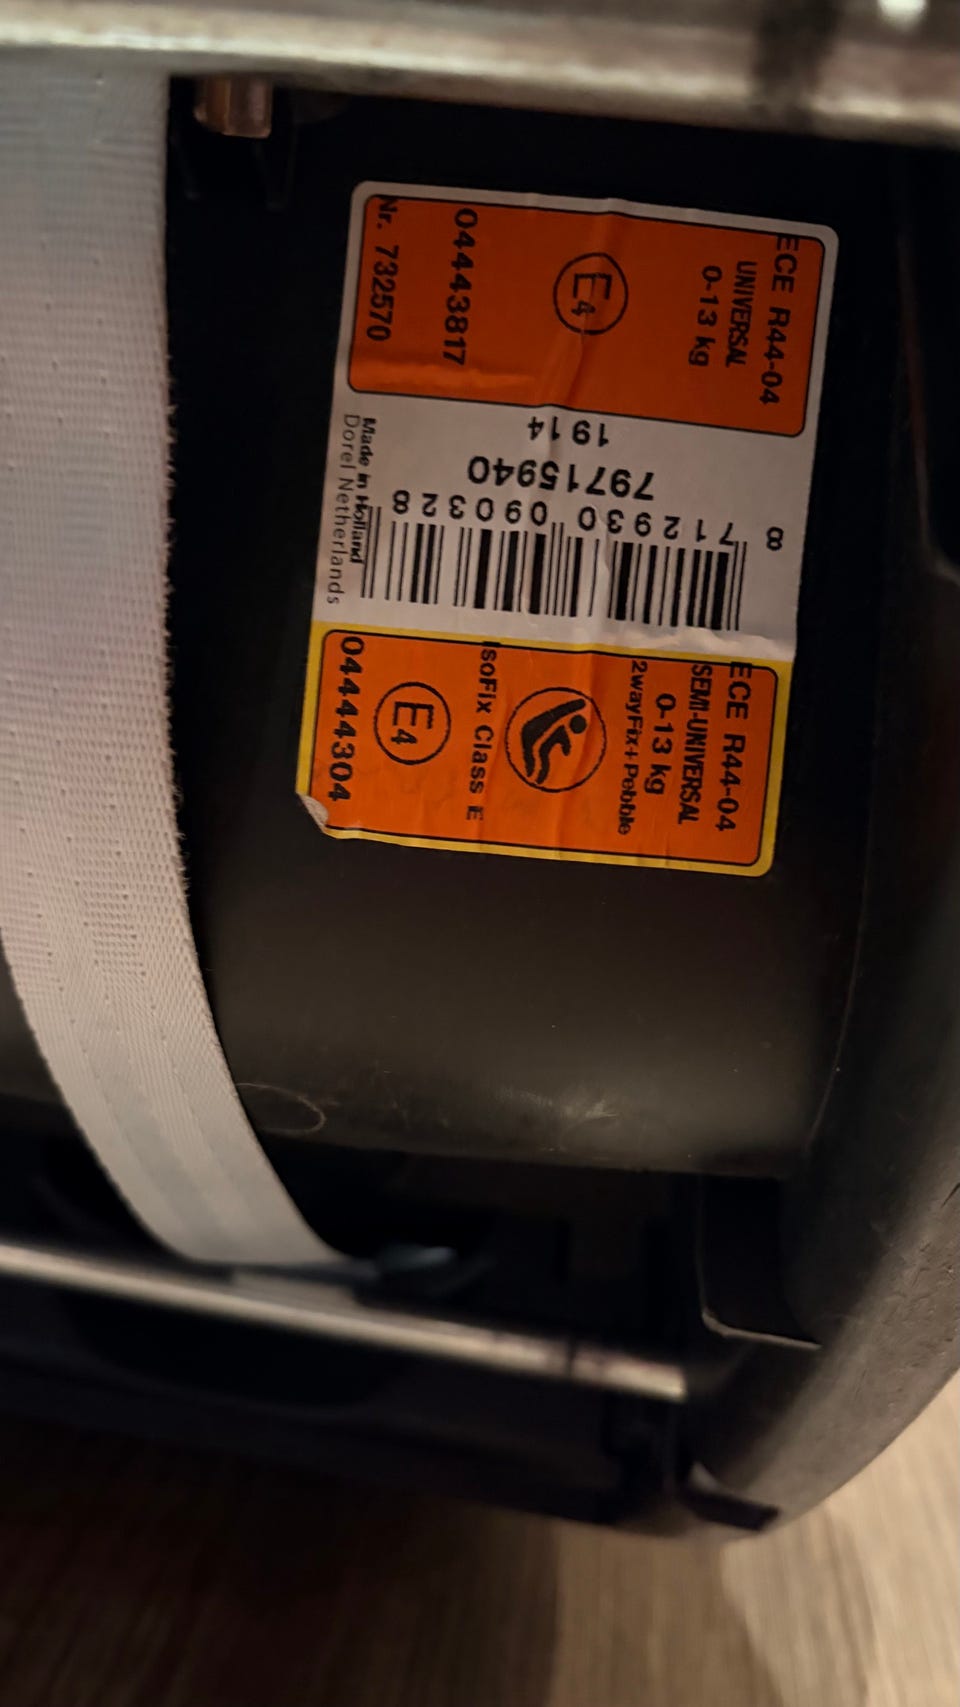 ECE R44-04
UNIVERSAL
0-13 kg
E4
04443817
Nr. 732570
1914
79715940
8 712930 090328
Made in Holland
Dorel Netherlands
ECE R44-04
SEMI-UNIVERSAL
0-13 kg
2wayFix+Pebble
IsoFix Class E
E4
04444304